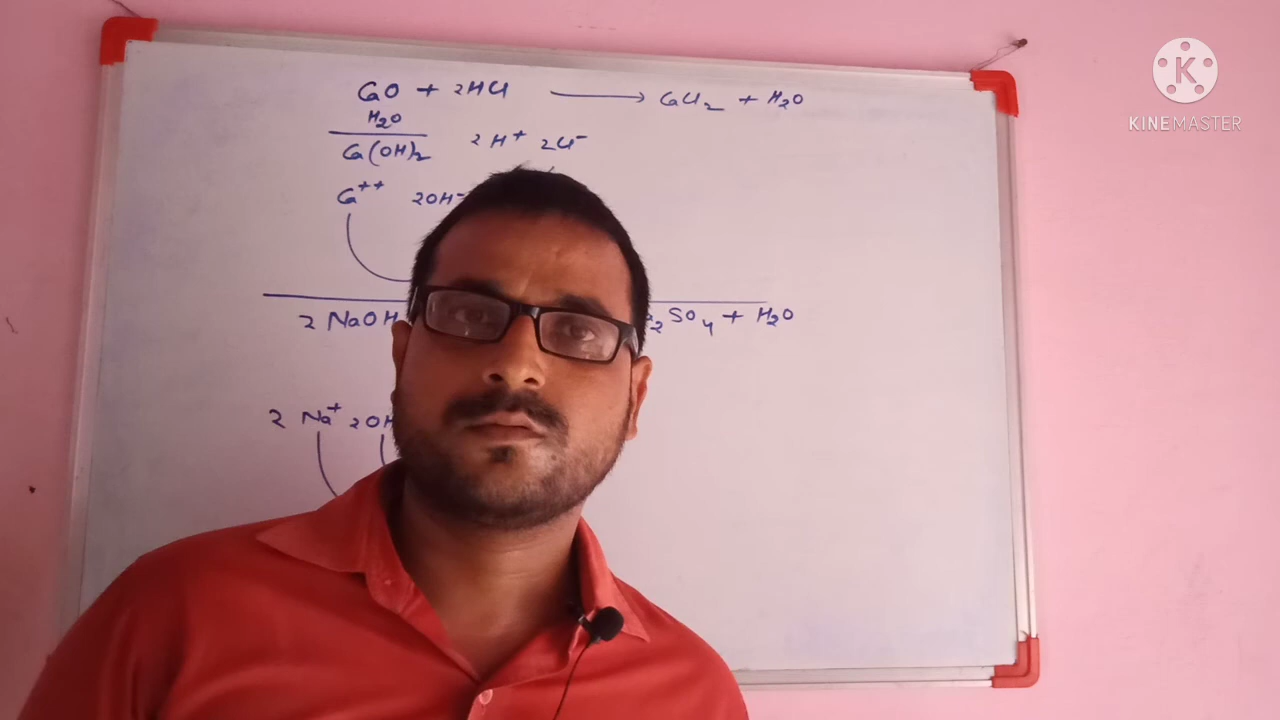 CaO + 2HCl ⟶ CaCl₂ + H₂O
H₂O
Ca(OH)₂ 2H⁺ 2Cl⁻
Ca⁺⁺ 2OH⁻
2 NaOH ₂SO₄ + H₂O
2 Na⁺ 2OH
K
KINEMASTER